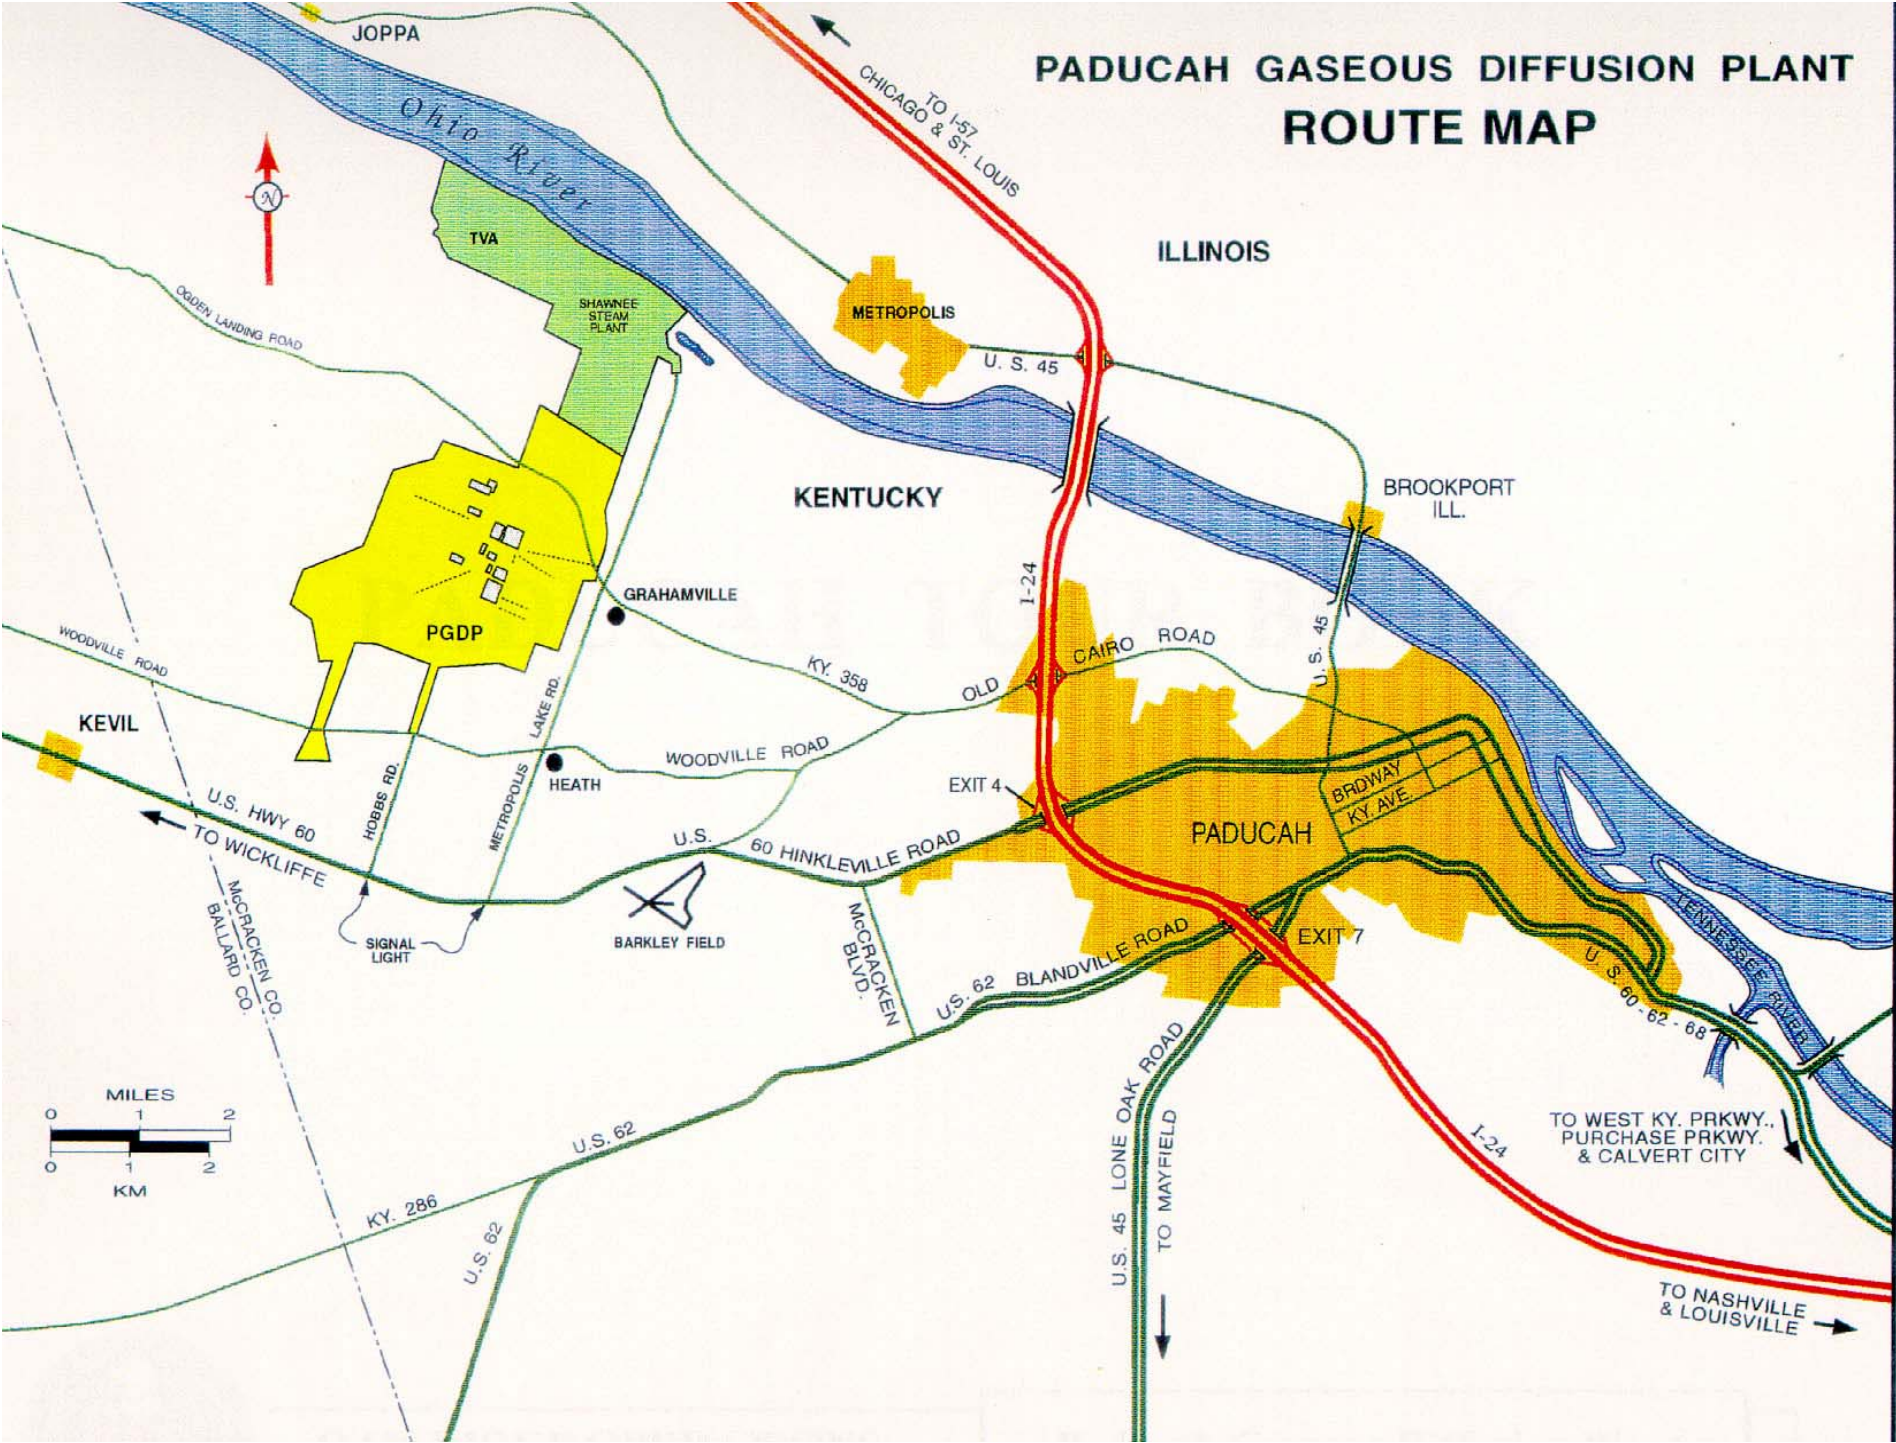 PADUCAH GASEOUS DIFFUSION PLANT
ROUTE MAP
JOPPA
Ohio River
TO I-57
CHICAGO & ST. LOUIS
N
ILLINOIS
TVA
SHAWNEE
STEAM
PLANT
OGDEN LANDING ROAD
METROPOLIS
U. S. 45
KENTUCKY
BROOKPORT
ILL.
I-24
GRAHAMVILLE
PGDP
WOODVILLE ROAD
KY. 358
OLD CAIRO ROAD
U. S. 45
KEVIL
METROPOLIS LAKE RD.
HOBBS RD.
HEATH
WOODVILLE ROAD
EXIT 4
BRDWAY
KY. AVE.
PADUCAH
U.S. HWY 60
TO WICKLIFFE
U.S. 60 HINKLEVILLE ROAD
McCRACKEN CO.
BALLARD CO.
SIGNAL
LIGHT
BARKLEY FIELD
McCRACKEN
BLVD.
U.S. 62 BLANDVILLE ROAD
EXIT 7
TENNESSEE RIVER
U. S. 60 - 62 - 68
U.S. 45 LONE OAK ROAD
TO MAYFIELD
MILES
0 1 2
0 1 2
KM
U.S. 62
KY. 286
U.S. 62
TO WEST KY. PRKWY.,
PURCHASE PRKWY.
& CALVERT CITY
I-24
TO NASHVILLE
& LOUISVILLE